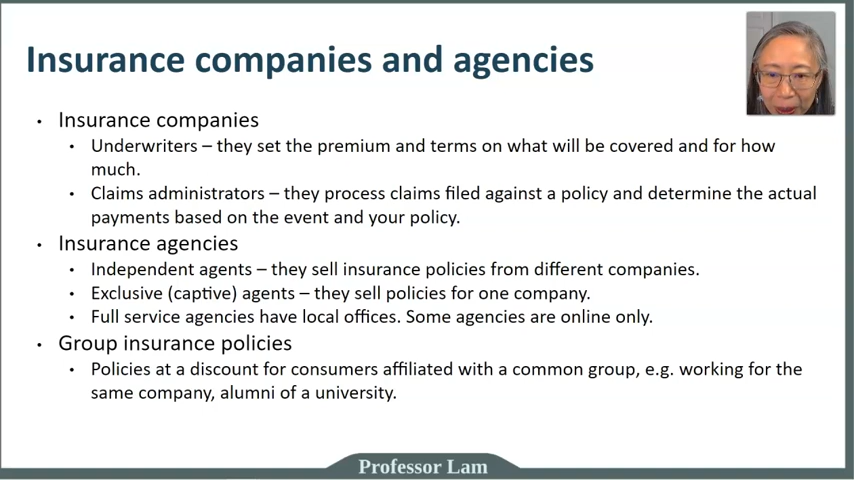 Insurance companies and agencies
• Insurance companies
• Underwriters – they set the premium and terms on what will be covered and for how
much.
• Claims administrators – they process claims filed against a policy and determine the actual
payments based on the event and your policy.
• Insurance agencies
• Independent agents – they sell insurance policies from different companies.
• Exclusive (captive) agents – they sell policies for one company.
• Full service agencies have local offices. Some agencies are online only.
• Group insurance policies
• Policies at a discount for consumers affiliated with a common group, e.g. working for the
same company, alumni of a university.
Professor Lam